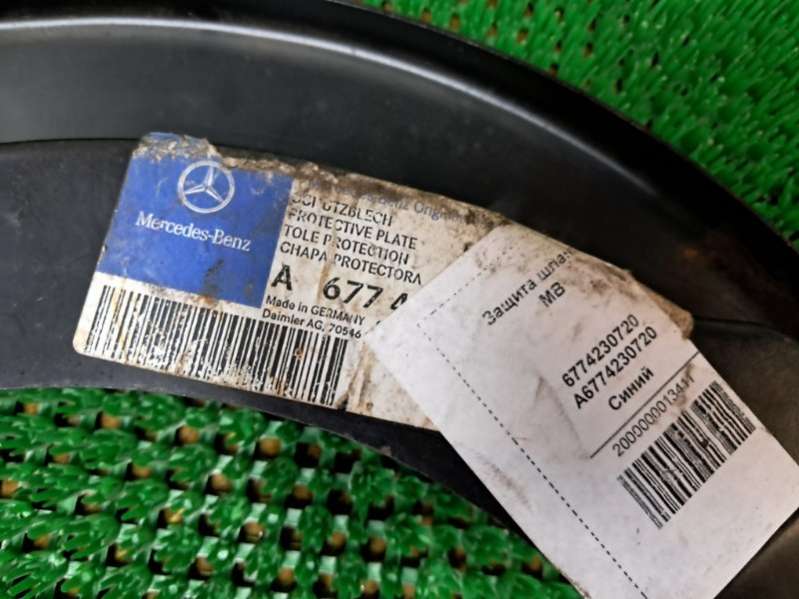 Mercedes-Benz
PROTECTIVE PLATE
TOLE PROTECTION
CHAPA PROTECTORA
A 677 4
Made in GERMANY
Daimler AG, 70546
Защита
MB
6774230720
A6774230720
Синий